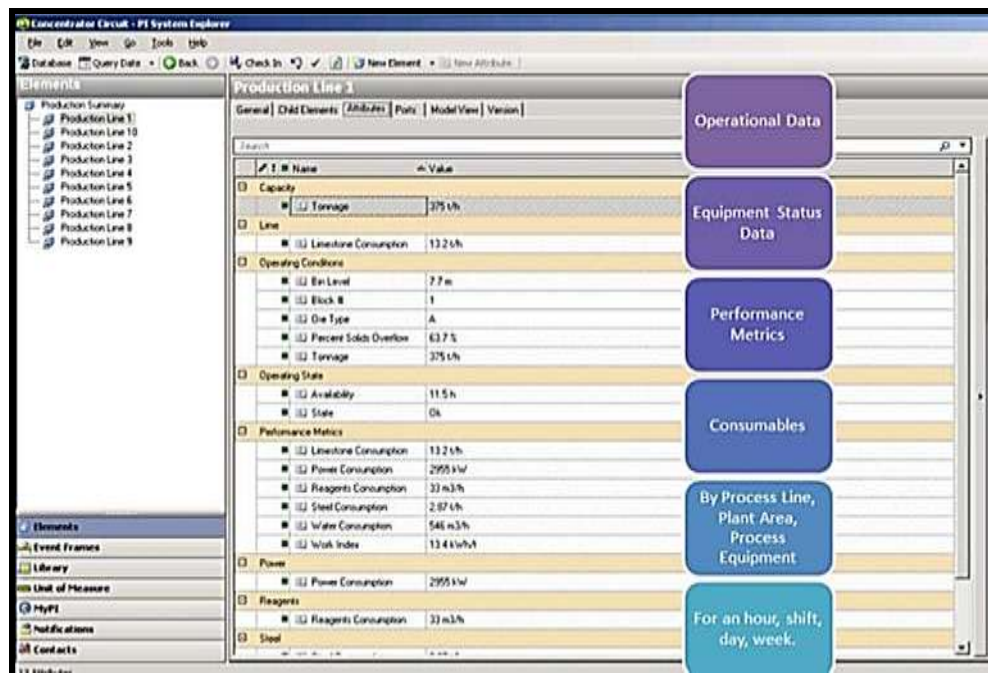 Concentrator Circuit - PI System Explorer
File Edit View Go Tools Help
Database Query Date Back Check In New Element New Attribute
Elements
Production Summary
Production Line 1
Production Line 10
Production Line 2
Production Line 3
Production Line 4
Production Line 5
Production Line 6
Production Line 7
Production Line 8
Production Line 9
Elements
Event Frames
Library
Unit of Measure
MyPI
Notifications
Contacts
Production Line 1
General Child Elements Attributes Ports Model View Version
Search
Name Value
Capacity
Tonnage 375 t/h
Lime
Limestone Consumption 13.2 t/h
Operating Conditions
Bin Level 7.7 m
Block # 1
Ore Type A
Percent Solids Overflow 63.7 %
Tonnage 375 t/h
Operating State
Availability 11.5 h
State Ok
Performance Metrics
Limestone Consumption 13.2 t/h
Power Consumption 2955 kW
Reagents Consumption 33 m3/h
Steel Consumption 2.87 t/h
Water Consumption 546 m3/h
Work Index 13.4 kWh/t
Power
Power Consumption 2955 kW
Reagents
Reagents Consumption 33 m3/h
Steel
Operational Data
Equipment Status
Data
Performance
Metrics
Consumables
By Process Line,
Plant Area,
Process
Equipment
For an hour, shift,
day, week.